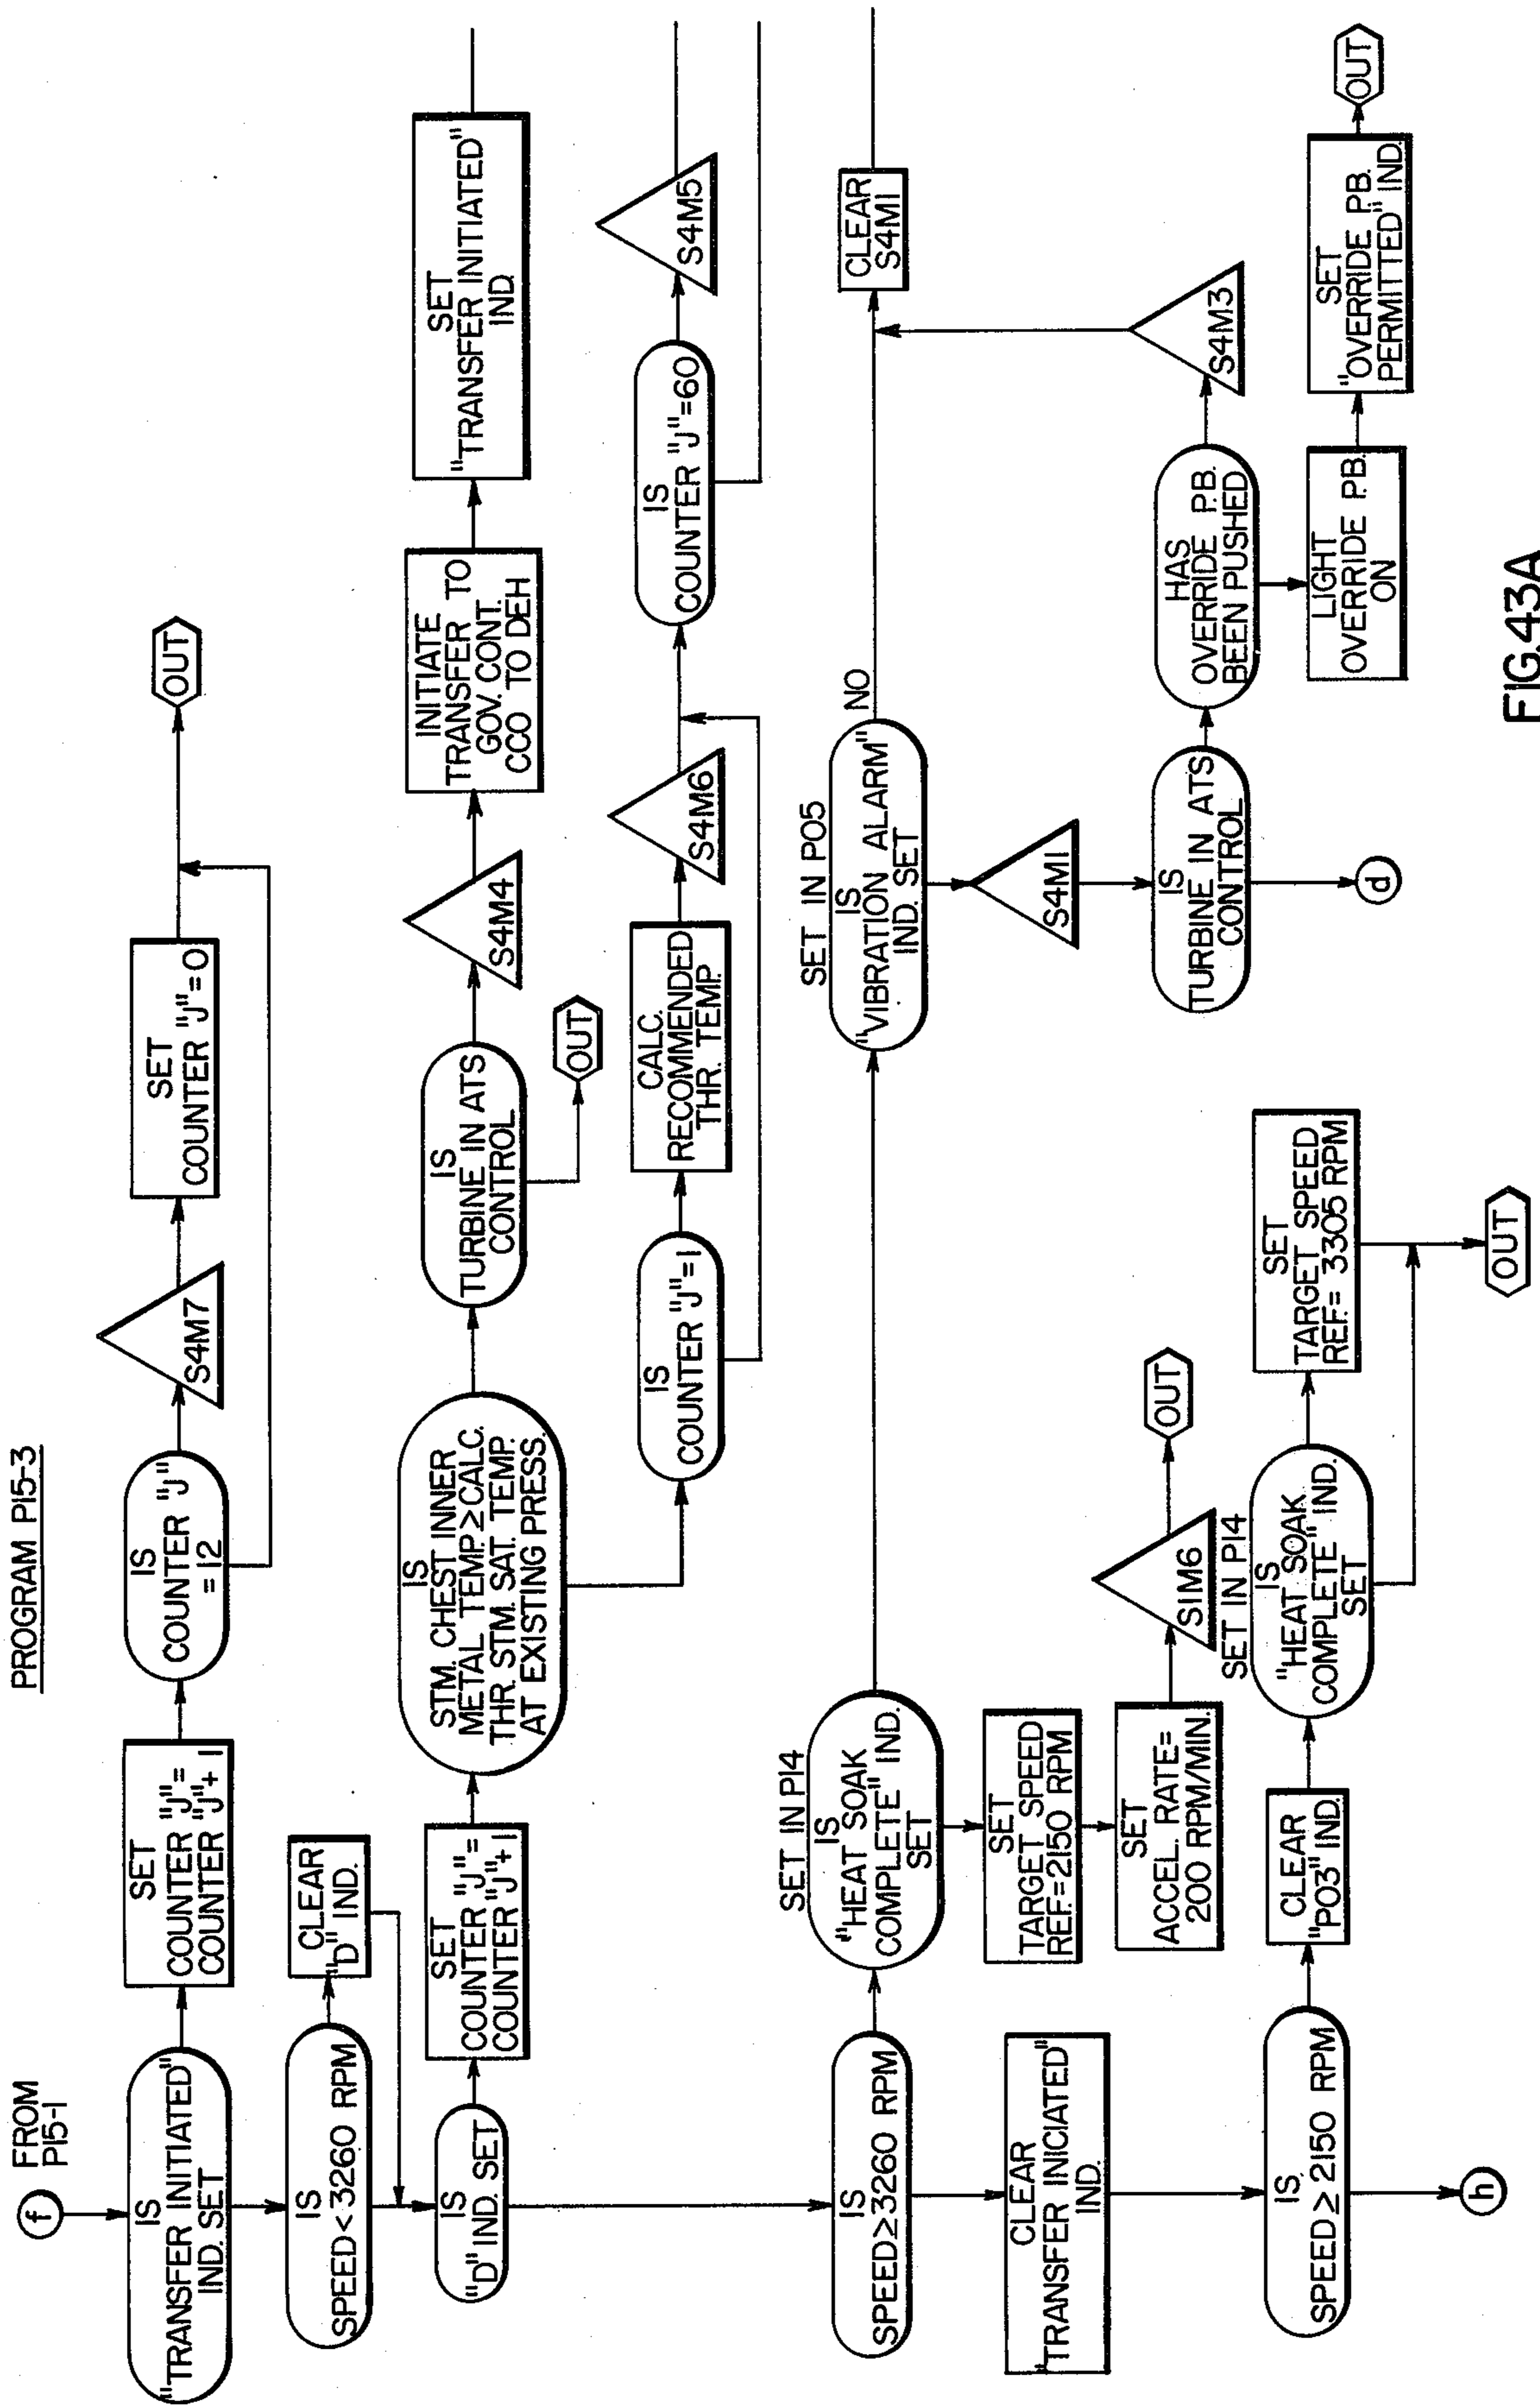 PROGRAM P15-3
FROM
P15-1
f
IS
"TRANSFER INITIATED"
IND. SET
SET
COUNTER "J"=
COUNTER "J"+ 1
IS
COUNTER "J"
=12
S4M7
SET
COUNTER "J"=0
OUT
IS
SPEED<3260 RPM
CLEAR
"D" IND.
"D" IND. SET
IS
SET
COUNTER "J"=
COUNTER "J"+ 1
IS
STM. CHEST INNER
METAL TEMP.≥CALC.
THR. STM. SAT. TEMP.
AT EXISTING PRESS.
IS
TURBINE IN ATS
CONTROL
OUT
S4M4
INITIATE
TRANSFER TO
GOV. CONT.
CCO TO DEH
SET
"TRANSFER INITIATED"
IND
IS
COUNTER "J"=1
CALC.
RECOMMENDED
THR. TEMP.
S4M6
IS
COUNTER "J"=60
S4M5
IS
SPEED≥3260 RPM
SET IN P14
IS
"HEAT SOAK
COMPLETE" IND.
SET
SET IN P05
IS
"VIBRATION ALARM"
IND. SET
NO
CLEAR
S4M1
S4M1
IS
TURBINE IN ATS
CONTROL
d
HAS
OVERRIDE P.B.
BEEN PUSHED
S4M3
LIGHT
OVERRIDE P.B.
ON
SET
"OVERRIDE P.B.
PERMITTED" IND.
OUT
SET
TARGET SPEED
REF.=2150 RPM
SET
ACCEL. RATE=
200 RPM/MIN.
S1M6
OUT
CLEAR
"TRANSFER INICIATED"
IND.
IS
SPEED≥ 2150 RPM
h
CLEAR
"P03" IND.
SET IN P14
IS
"HEAT SOAK
COMPLETE" IND.
SET
SET
TARGET SPEED
REF.= 3305 RPM
OUT
FIG.43A